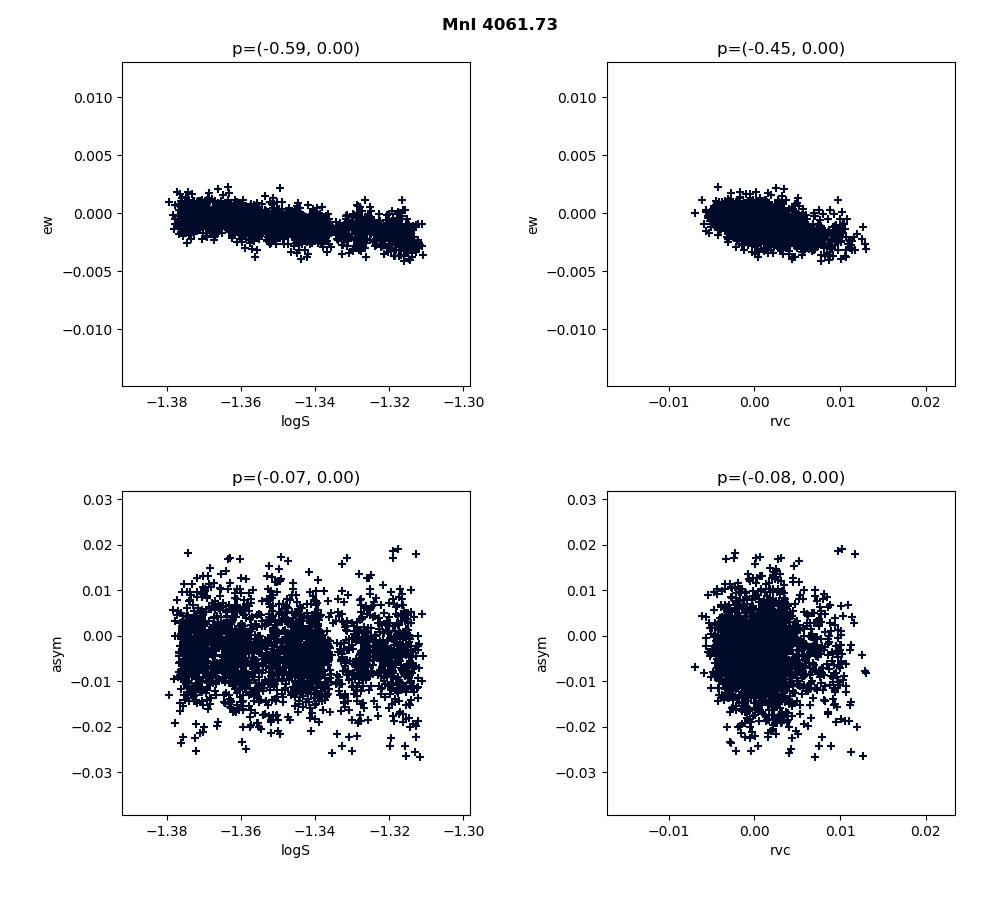 MnI 4061.73
p=(-0.59, 0.00)
p=(-0.45, 0.00)
0.010
0.005
0.000
−0.005
−0.010
ew
−1.38 −1.36 −1.34 −1.32 −1.30
logS
0.010
0.005
0.000
−0.005
−0.010
ew
−0.01 0.00 0.01 0.02
rvc
p=(-0.07, 0.00)
p=(-0.08, 0.00)
0.03
0.02
0.01
0.00
−0.01
−0.02
−0.03
asym
−1.38 −1.36 −1.34 −1.32 −1.30
logS
0.03
0.02
0.01
0.00
−0.01
−0.02
−0.03
asym
−0.01 0.00 0.01 0.02
rvc